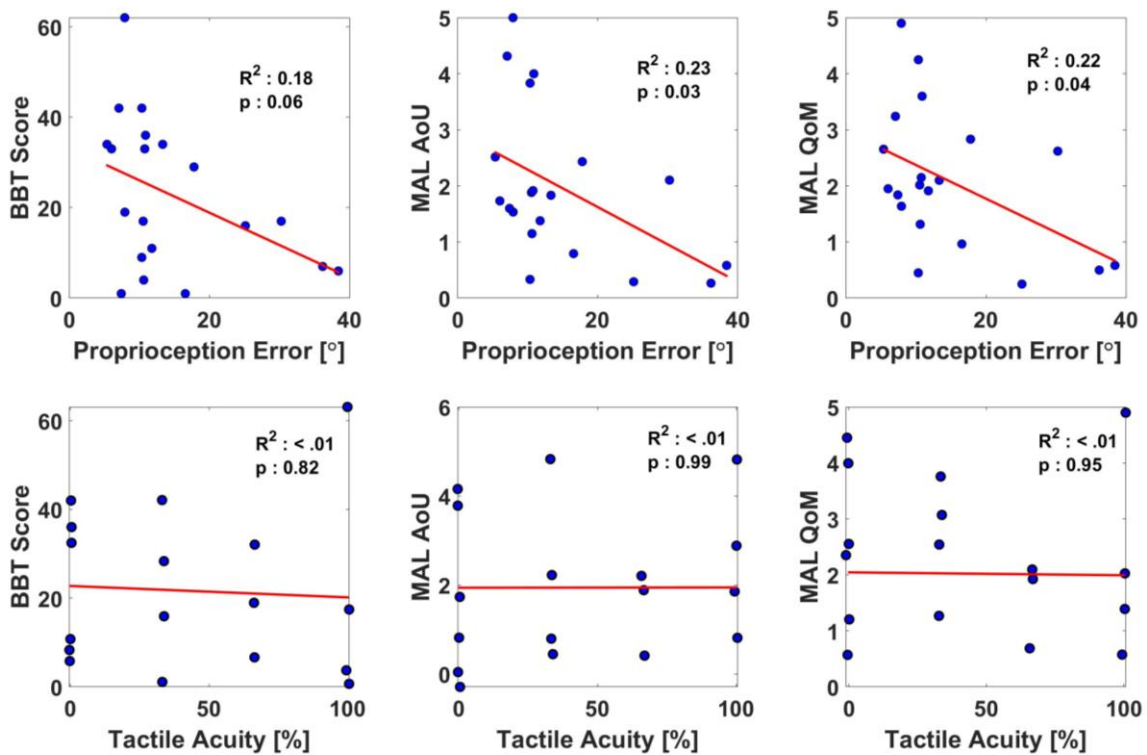 60
40
20
0
BBT Score
R² : 0.18
p : 0.06
0 20 40
Proprioception Error [°]
5
4
3
2
1
0
MAL AoU
R² : 0.23
p : 0.03
0 20 40
Proprioception Error [°]
5
4
3
2
1
0
MAL QoM
R² : 0.22
p : 0.04
0 20 40
Proprioception Error [°]
60
40
20
0
BBT Score
R² : < .01
p : 0.82
0 50 100
Tactile Acuity [%]
6
4
2
0
MAL AoU
R² : < .01
p : 0.99
0 50 100
Tactile Acuity [%]
5
4
3
2
1
0
MAL QoM
R² : < .01
p : 0.95
0 50 100
Tactile Acuity [%]